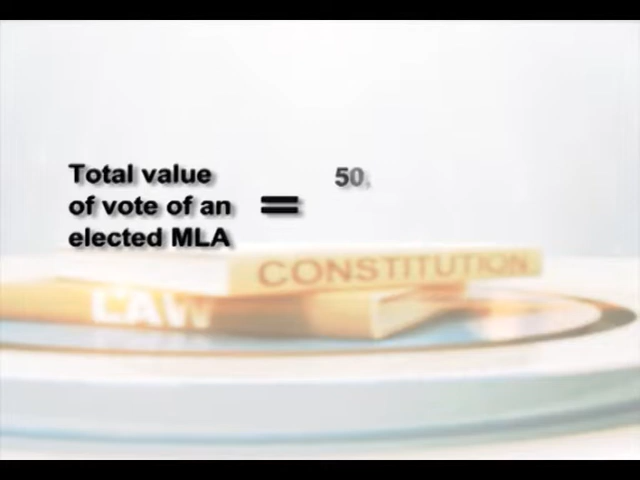 Total value
of vote of an
elected MLA
=
50,
CONSTITUTION
LAW